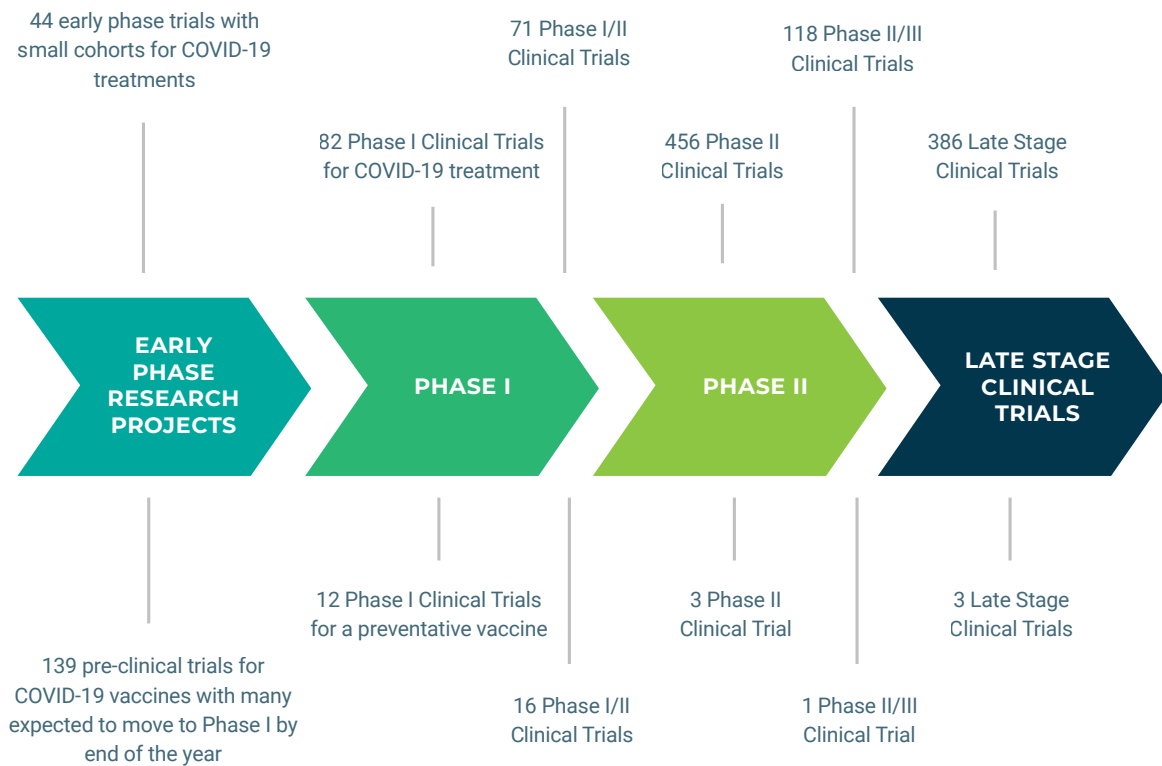 44 early phase trials with
small cohorts for COVID-19
treatments
71 Phase I/II
Clinical Trials
118 Phase II/III
Clinical Trials
82 Phase I Clinical Trials
for COVID-19 treatment
456 Phase II
Clinical Trials
386 Late Stage
Clinical Trials
EARLY
PHASE
RESEARCH
PROJECTS
PHASE I
PHASE II
LATE STAGE
CLINICAL
TRIALS
12 Phase I Clinical Trials
for a preventative vaccine
3 Phase II
Clinical Trial
3 Late Stage
Clinical Trials
139 pre-clinical trials for
COVID-19 vaccines with many
expected to move to Phase I by
end of the year
16 Phase I/II
Clinical Trials
1 Phase II/III
Clinical Trial